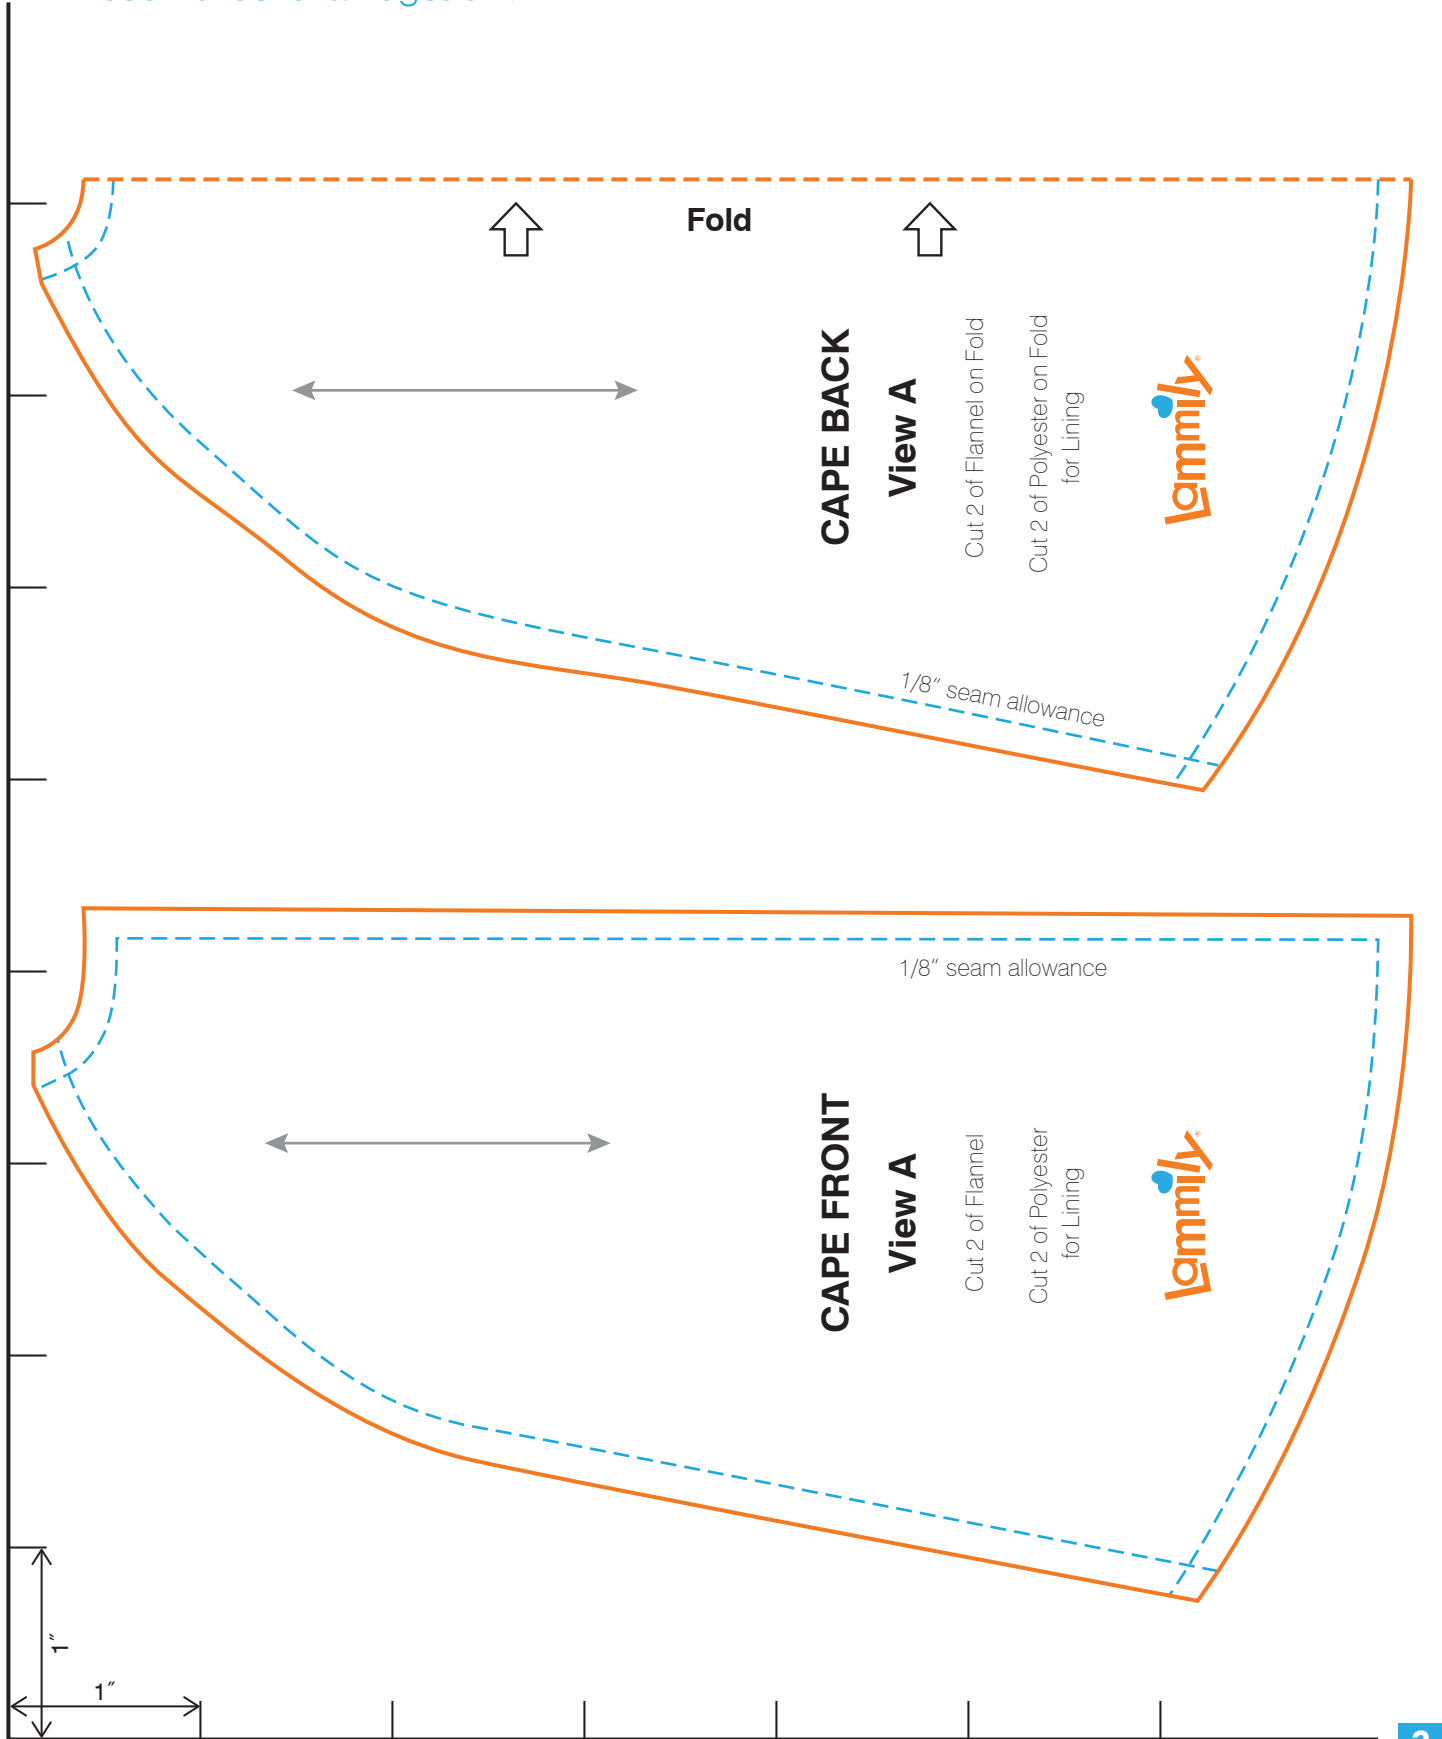 Fold
CAPE BACK
View A
Cut 2 of Flannel on Fold
Cut 2 of Polyester on Fold
for Lining
Lammily®
1/8″ seam allowance
1/8″ seam allowance
CAPE FRONT
View A
Cut 2 of Flannel
Cut 2 of Polyester
for Lining
Lammily®
1″
1″